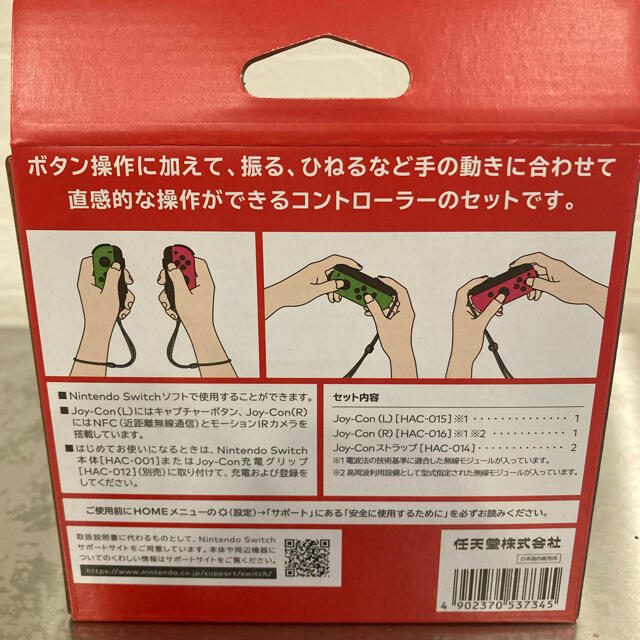 ボタン操作に加えて、振る、ひねるなど手の動きに合わせて
直感的な操作ができるコントローラーのセットです。
■Nintendo Switchソフトで使用することができます。
■Joy-Con(L)にはキャプチャーボタン、Joy-Con(R)
にはNFC(近距離無線通信)とモーションIRカメラを
搭載しています。
■はじめてお使いになるときは、Nintendo Switch
本体[HAC-001]またはJoy-Con充電グリップ
[HAC-012](別売)に取り付けて、充電および登録を
してください。
セット内容
Joy-Con(L)[HAC-015]※1 ・・・・・・・・・・・・・ 1
Joy-Con(R)[HAC-016]※1 ※2 ・・・・・・・・・・ 1
Joy-Conストラップ[HAC-014]・・・・・・・・・・・・ 2
※1 電波法の技術基準に適合した無線モジュールが入っています。
※2 高周波利用設備として型式指定された無線モジュールが入っています。
ご使用前にHOMEメニューの(設定)→「サポート」にある「安全に使用するために」を必ずお読みください。
取扱説明書に代わるものとして、Nintendo Switch
サポートサイトをご用意しています。本体や周辺機器に
ついてのくわしい情報はサポートサイトをご覧ください。
https://www.nintendo.co.jp/support/switch/
任天堂株式会社
日本国内販売用
4 902370 537345